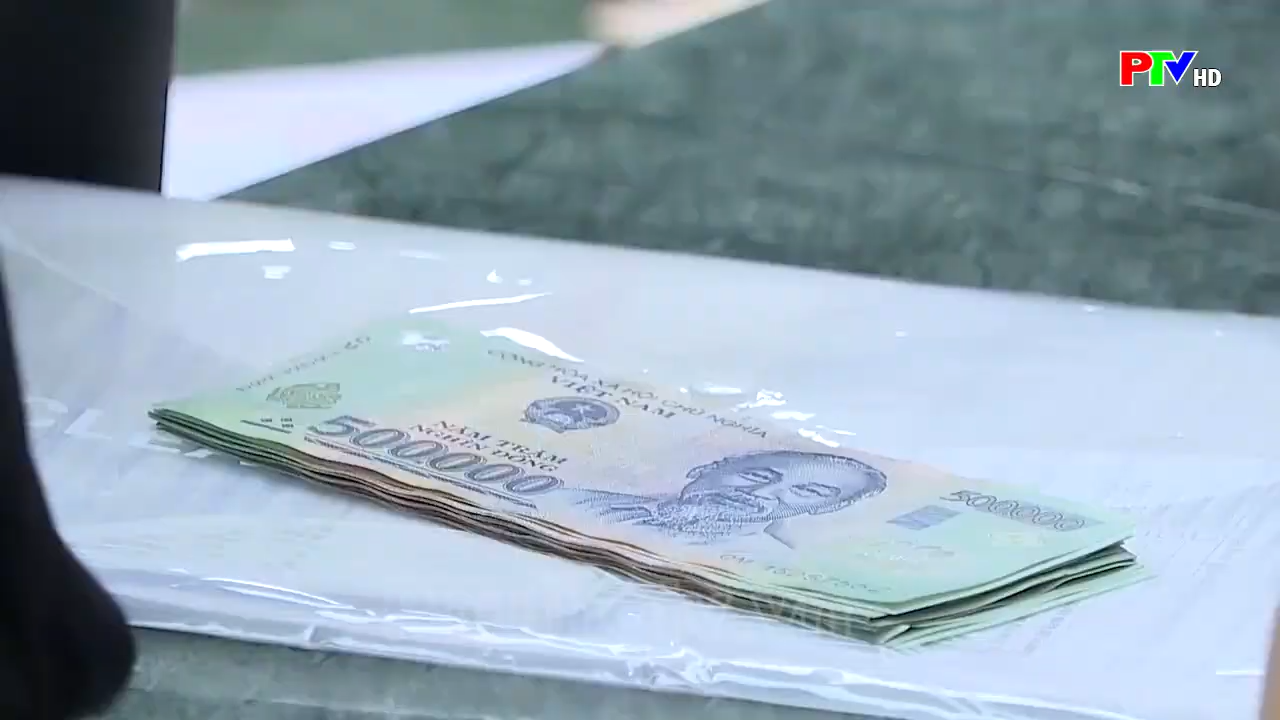 PTV HD
CỘNG HÒA XÃ HỘI CHỦ NGHĨA
VIỆT NAM
NĂM TRĂM
NGHÌN ĐỒNG
500000
500000